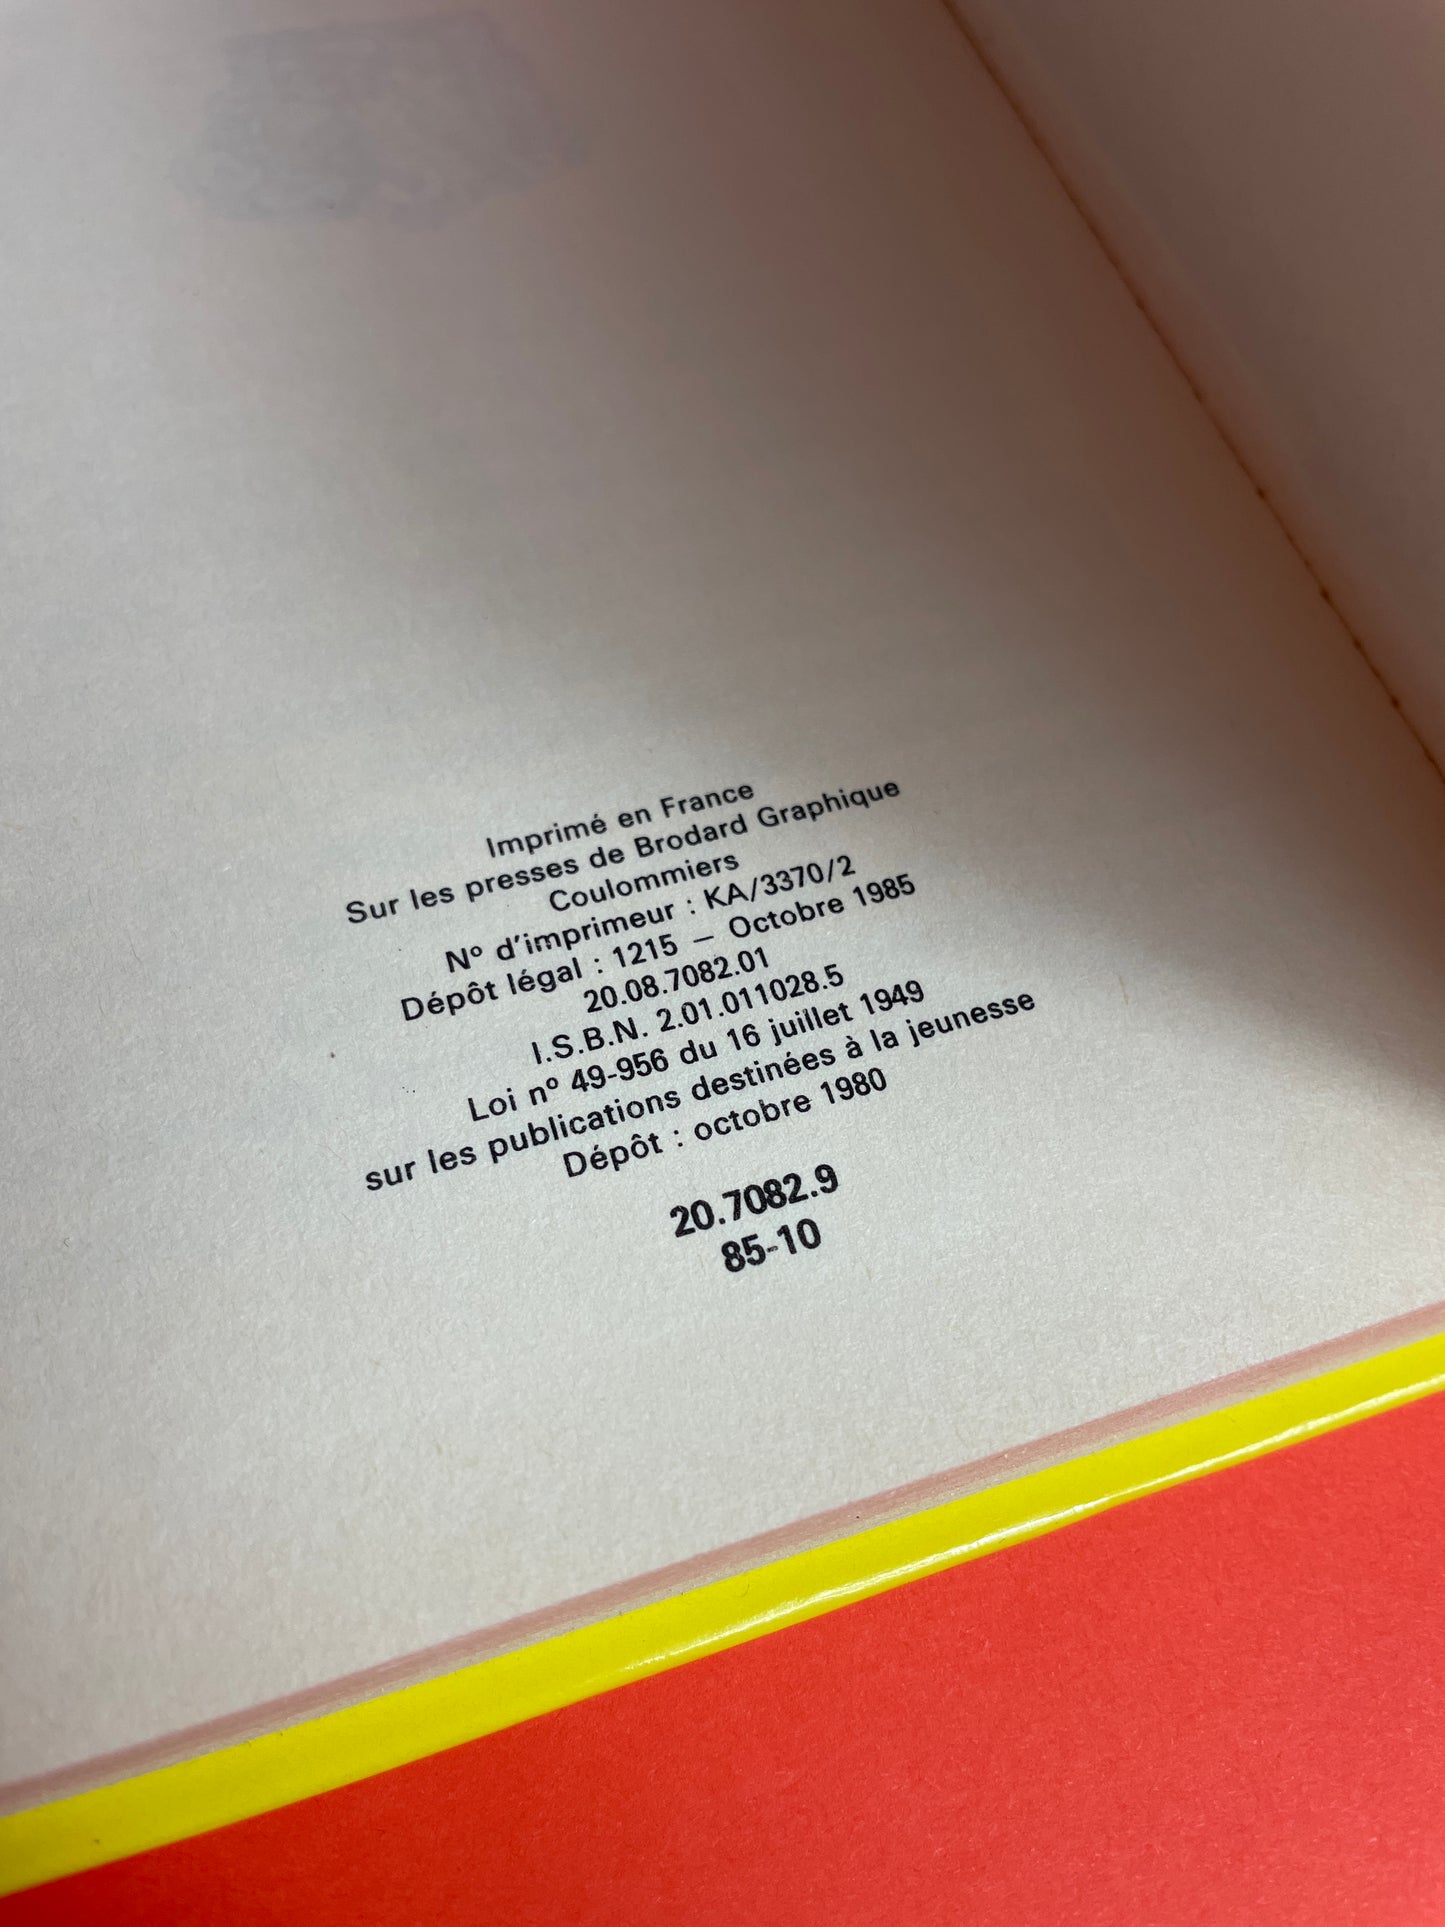 Imprimé en France
Sur les presses de Brodard Graphique
Coulommiers
Nº d'imprimeur : KA/3370/2
Dépôt légal : 1215 – Octobre 1985
20.08.7082.01
I.S.B.N. 2.01.011028.5
Loi nº 49-956 du 16 juillet 1949
sur les publications destinées à la jeunesse
Dépôt : octobre 1980
20.7082.9
85-10